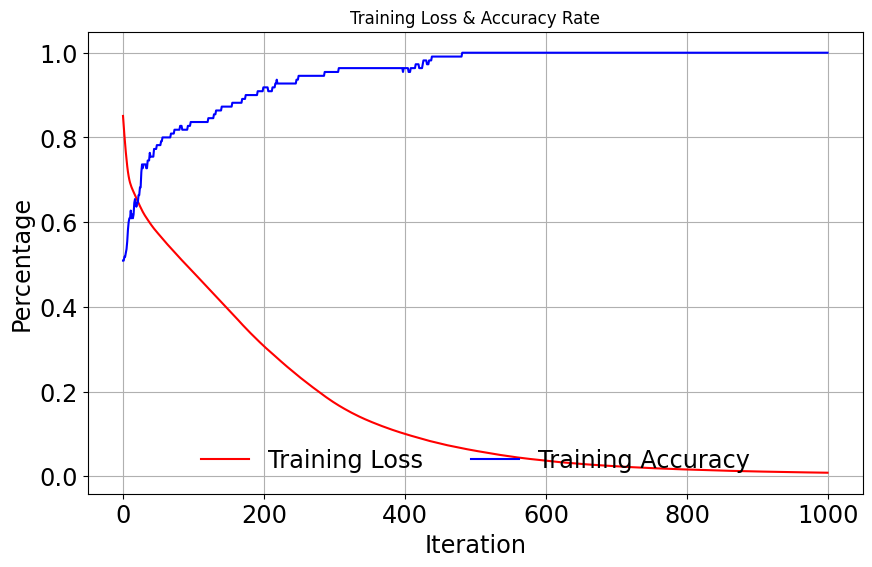 Training Loss & Accuracy Rate
1.0
0.8
0.6
0.4
0.2
0.0
Percentage
Training Loss
Training Accuracy
0 200 400 600 800 1000
Iteration